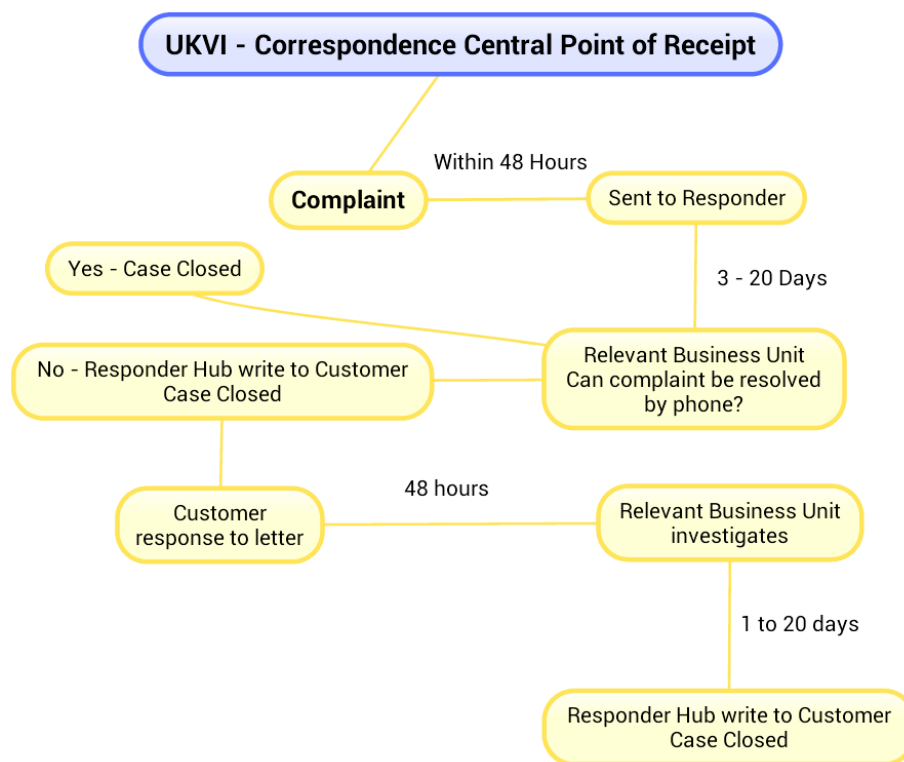 UKVI - Correspondence Central Point of Receipt
Within 48 Hours
Complaint
Sent to Responder
3 - 20 Days
Yes - Case Closed
Relevant Business Unit
Can complaint be resolved
by phone?
No - Responder Hub write to Customer
Case Closed
Customer
response to letter
48 hours
Relevant Business Unit
investigates
1 to 20 days
Responder Hub write to Customer
Case Closed